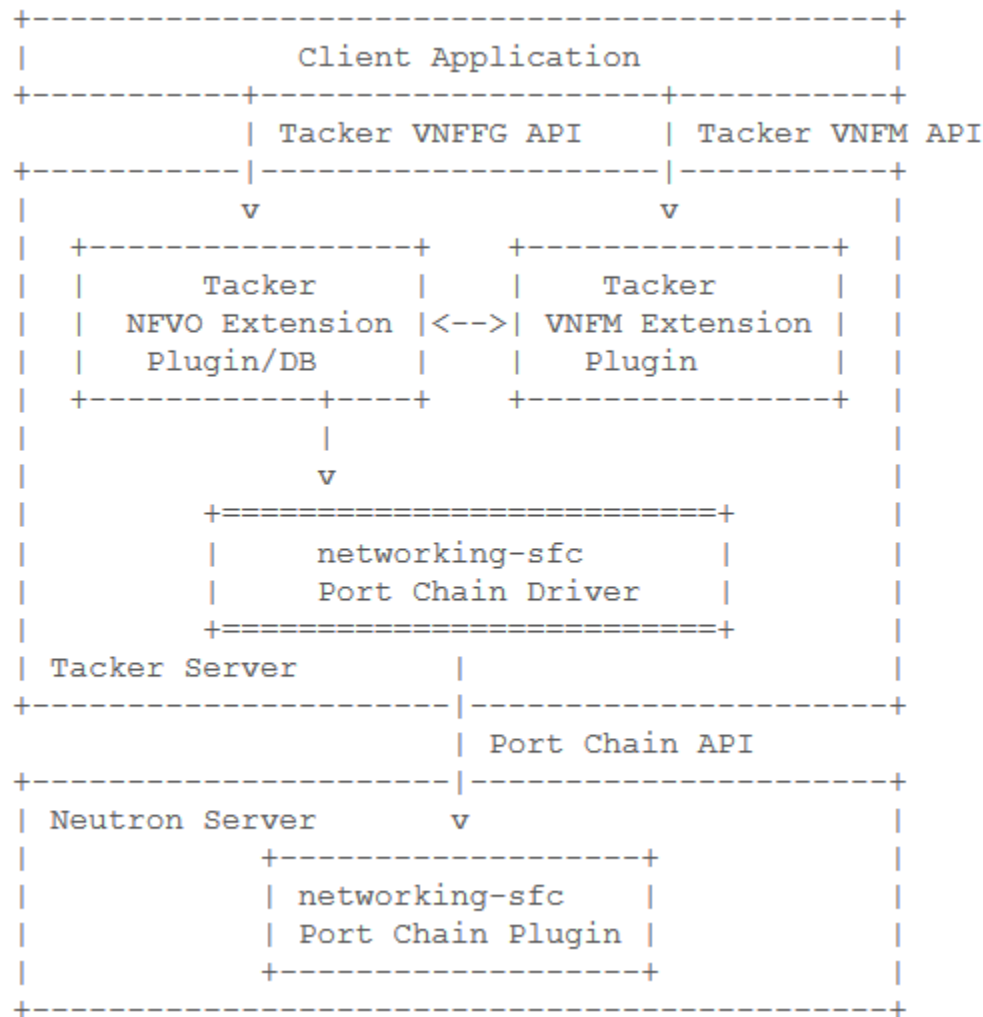 Client Application
Tacker VNFFG API Tacker VNFM API
Tacker Tacker
NFVO Extension <--> VNFM Extension
Plugin/DB Plugin
networking-sfc
Port Chain Driver
Tacker Server
Port Chain API
Neutron Server
networking-sfc
Port Chain Plugin